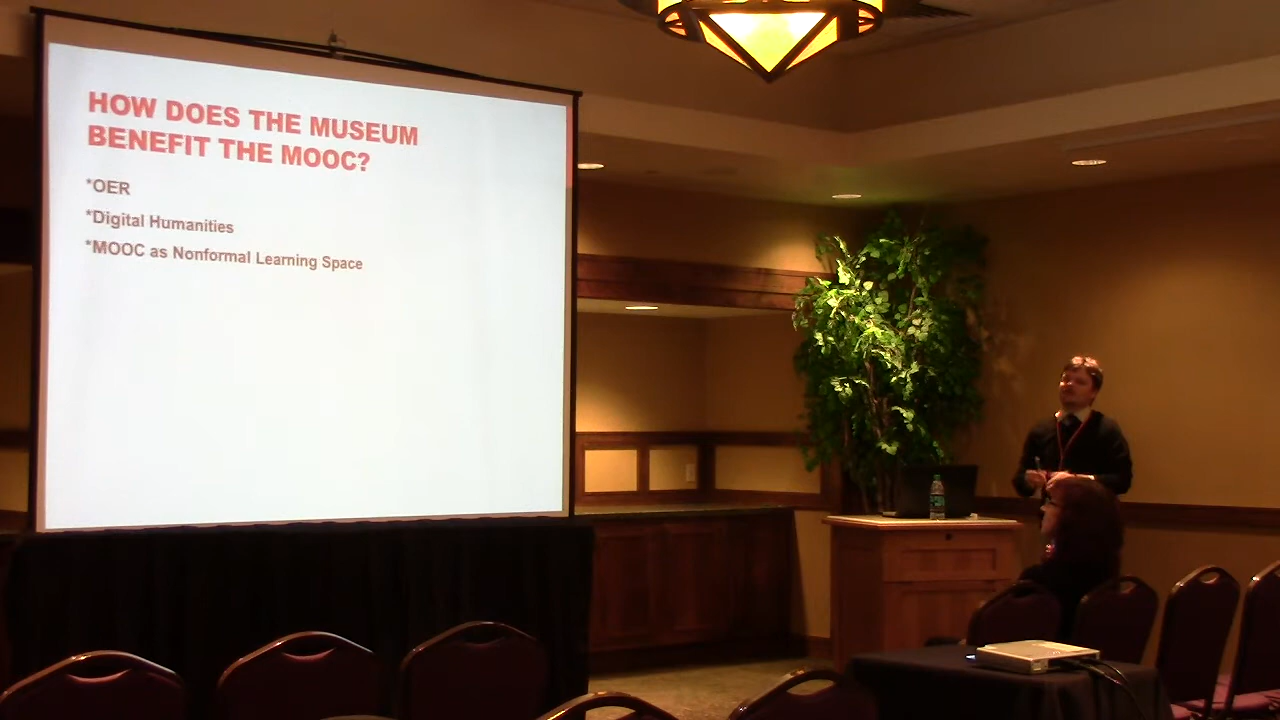 HOW DOES THE MUSEUM
BENEFIT THE MOOC?
*OER
*Digital Humanities
*MOOC as Nonformal Learning Space